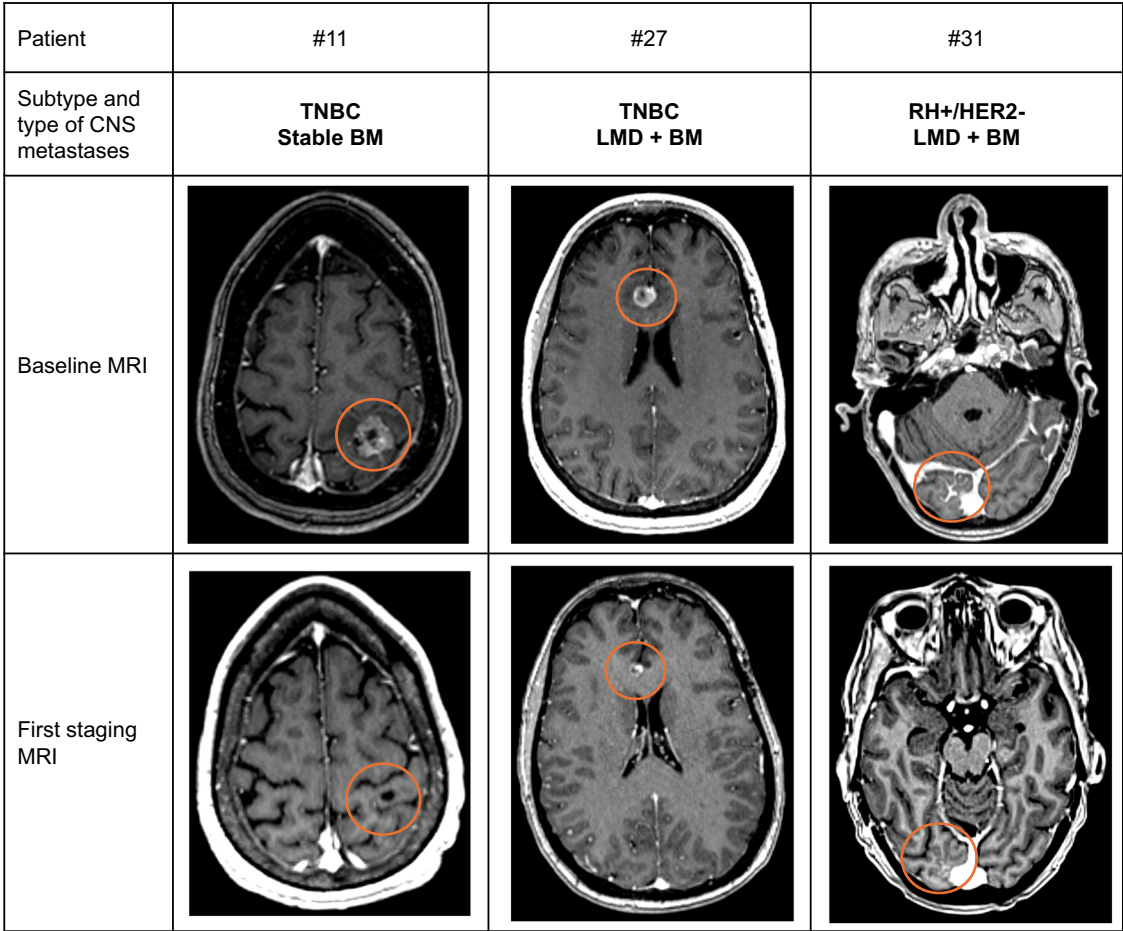 Patient
#11
#27
#31
Subtype and
type of CNS
metastases
TNBC
Stable BM
TNBC
LMD + BM
RH+/HER2-
LMD + BM
Baseline MRI
First staging
MRI